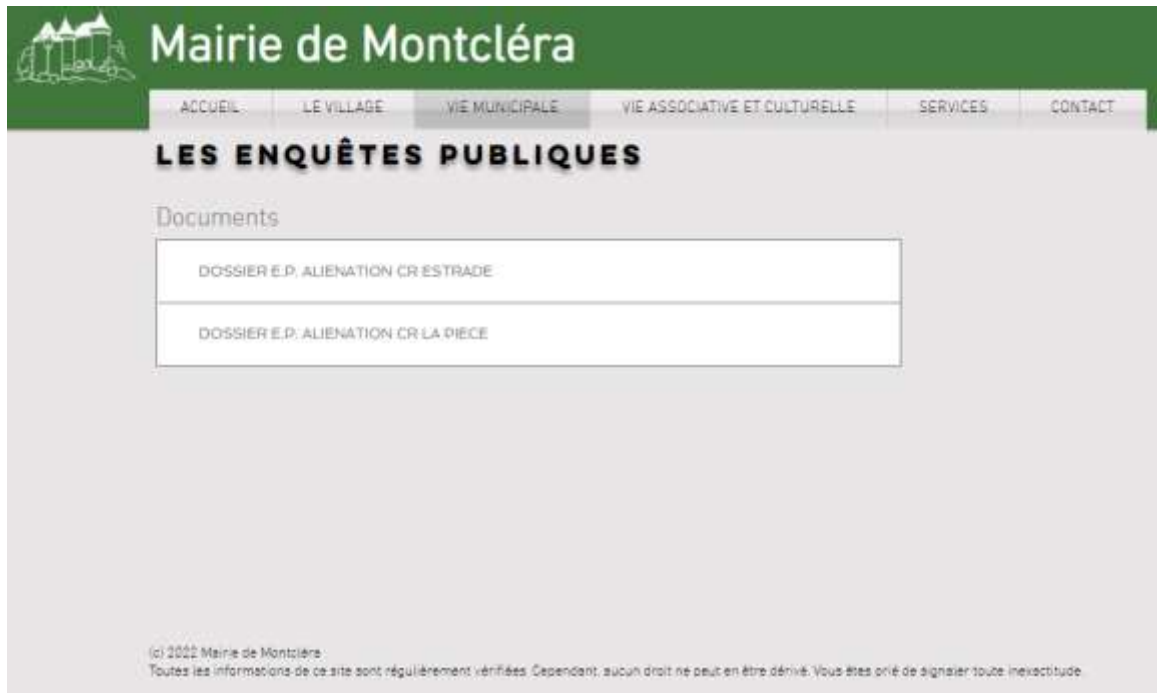 Mairie de Montcléra
ACCUEIL LE VILLAGE VIE MUNICIPALE VIE ASSOCIATIVE ET CULTURELLE SERVICES CONTACT
LES ENQUÊTES PUBLIQUES
Documents
DOSSIER E.P. ALIENATION CR ESTRADE
DOSSIER E.P. ALIENATION CR LA PIECE
(c) 2022 Mairie de Montcléra
Toutes les informations de ce site sont régulièrement vérifiées. Cependant, aucun droit ne peut en être dérivé. Vous êtes prié de signaler toute inexactitude.